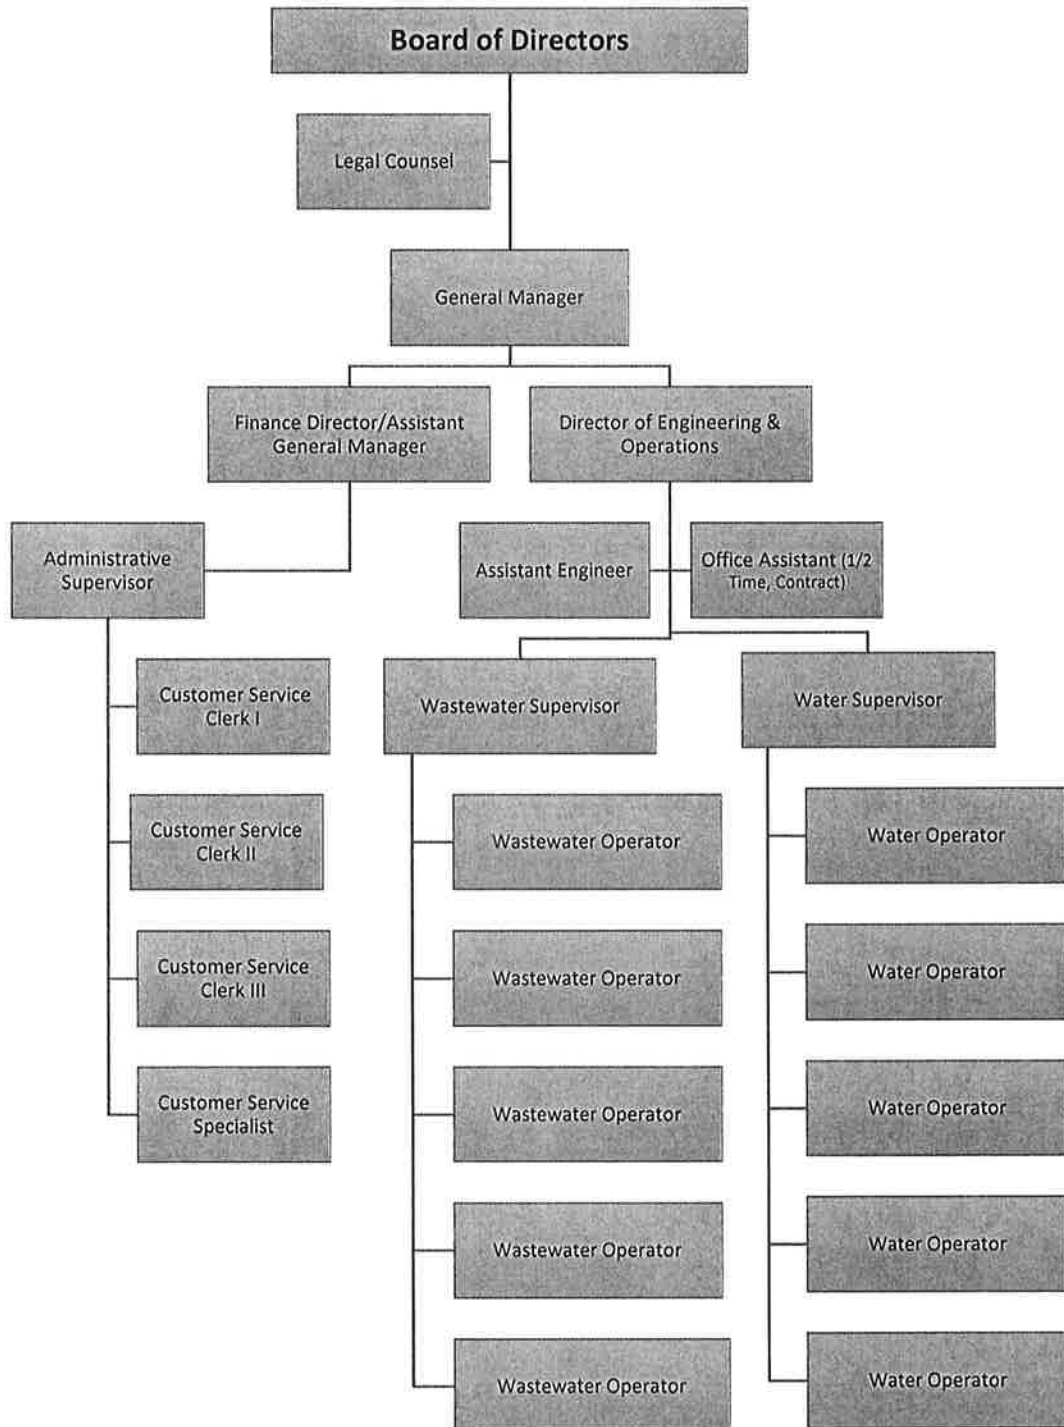 Board of Directors
Legal Counsel
General Manager
Finance Director/Assistant
General Manager
Director of Engineering &
Operations
Administrative
Supervisor
Assistant Engineer
Office Assistant (1/2
Time, Contract)
Customer Service
Clerk I
Wastewater Supervisor
Water Supervisor
Customer Service
Clerk II
Wastewater Operator
Water Operator
Customer Service
Clerk III
Wastewater Operator
Water Operator
Customer Service
Specialist
Wastewater Operator
Water Operator
Wastewater Operator
Water Operator
Wastewater Operator
Water Operator